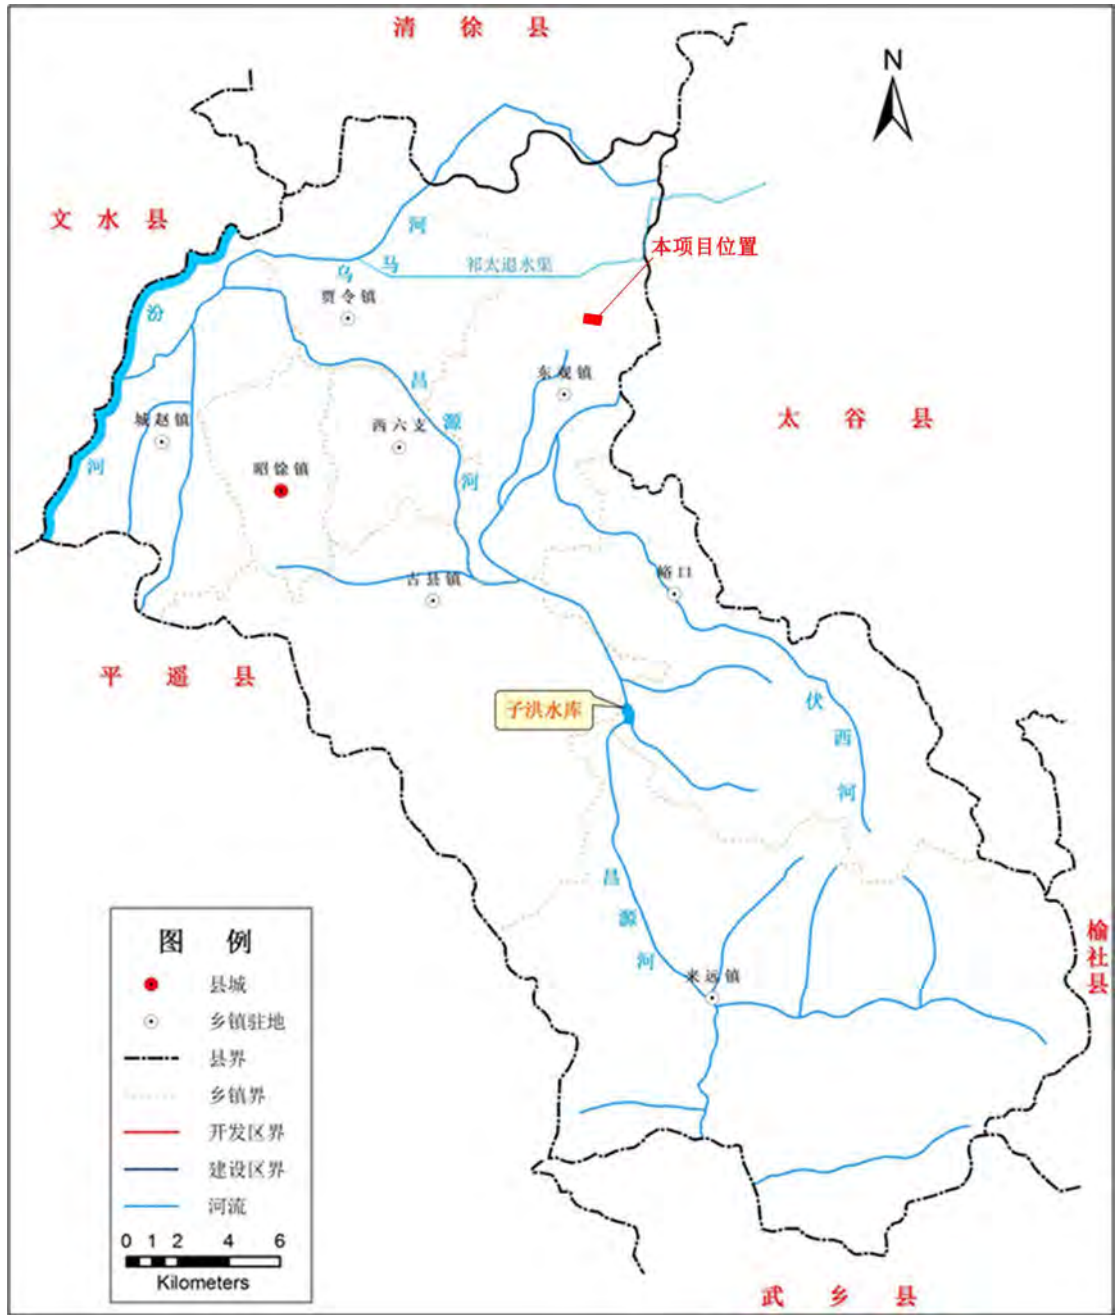 清徐县
N
文水县
河
马
乌
祁太退水渠
本项目位置
贾令镇
汾
河
昌
源
河
东观镇
太谷县
城赵镇
西六支
昭馀镇
古县镇
峪口
平遥县
子洪水库
伏
西
河
昌
源
河
来远镇
榆社县
图例
县城
乡镇驻地
县界
乡镇界
开发区界
建设区界
河流
0 1 2 4 6
Kilometers
武乡县